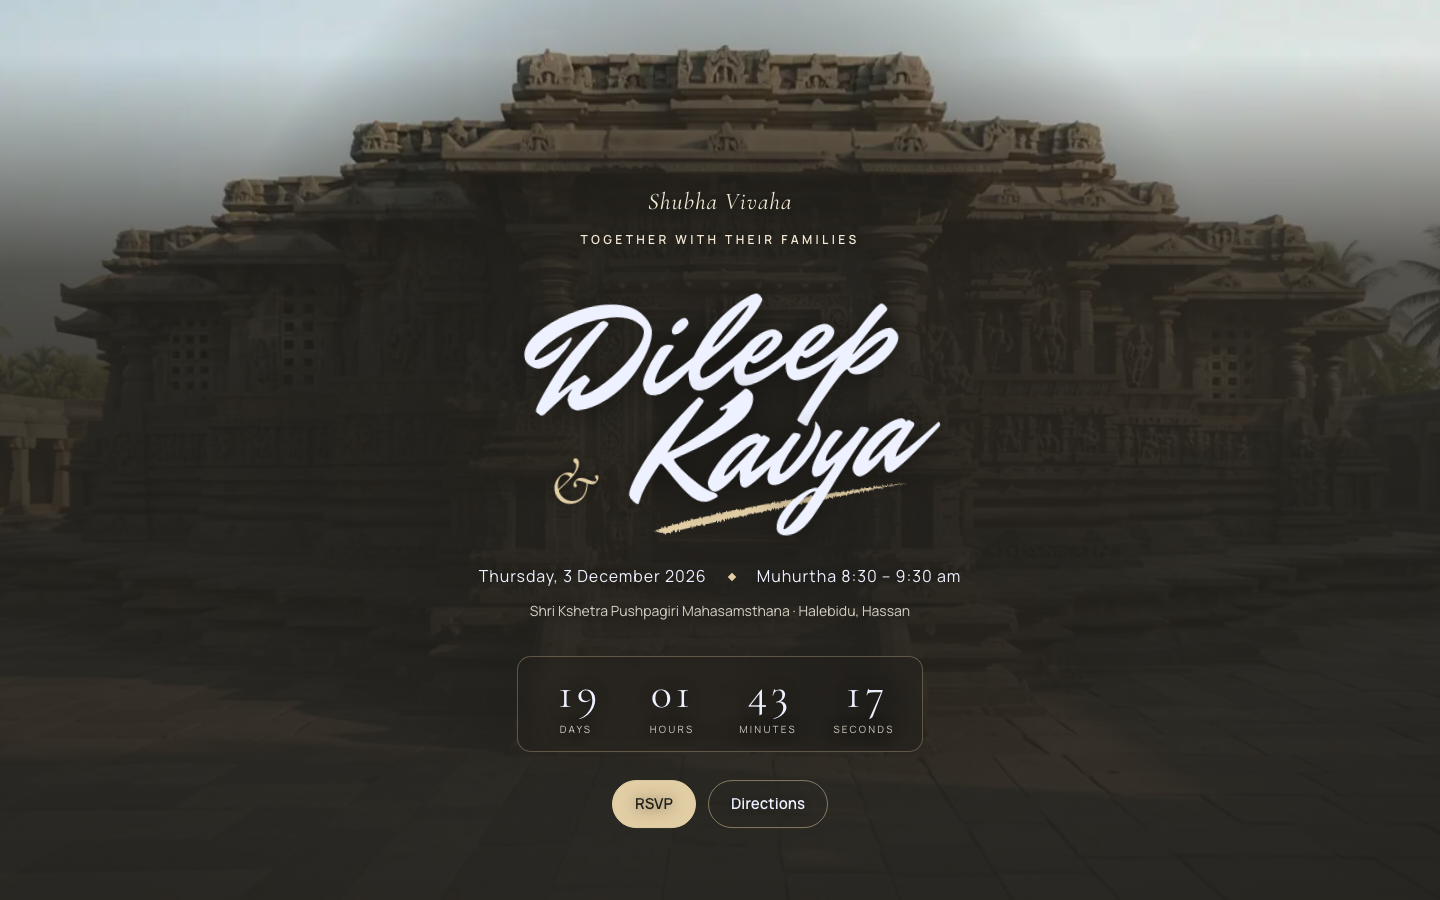 Shubha Vivaha
TOGETHER WITH THEIR FAMILIES
Dileep
& Kavya
Thursday, 3 December 2026 ◆ Muhurtha 8:30 – 9:30 am
Shri Kshetra Pushpagiri Mahasamsthana · Halebidu, Hassan
19 01 43 17
DAYS HOURS MINUTES SECONDS
RSVP Directions